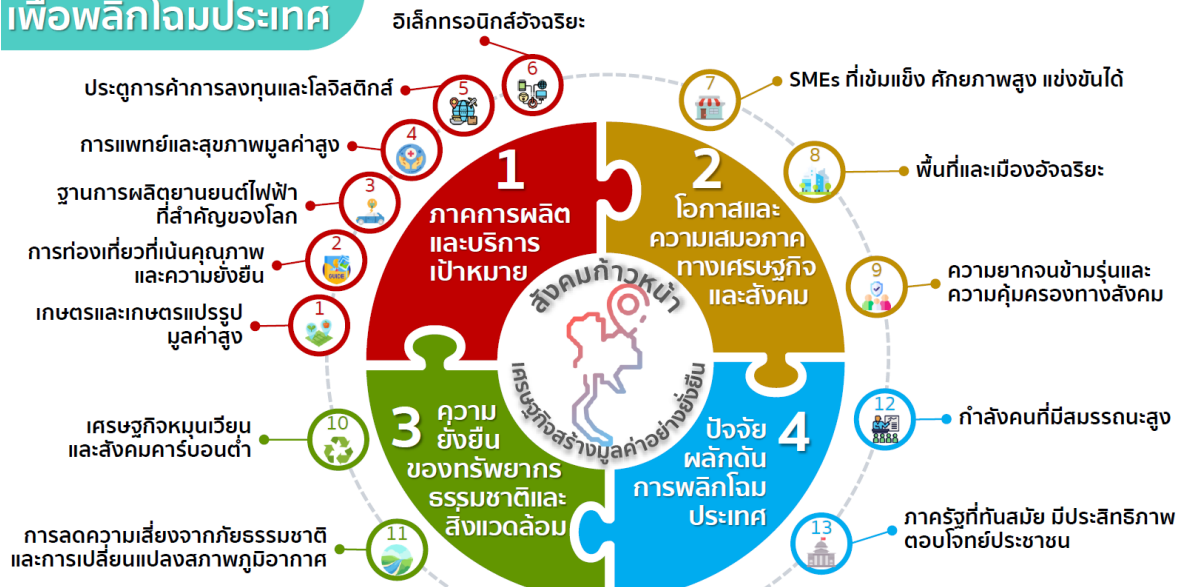 เพื่อพลิกโฉมประเทศ
อิเล็กทรอนิกส์อัจฉริยะ
6
ประตูการค้าการลงทุนและโลจิสติกส์
5
การแพทย์และสุขภาพมูลค่าสูง
4
ฐานการผลิตยานยนต์ไฟฟ้า
ที่สำคัญของโลก
3
การท่องเที่ยวที่เน้นคุณภาพ
และความยั่งยืน
2
GUIDE
เกษตรและเกษตรแปรรูป
มูลค่าสูง
1
1
ภาคการผลิต
และบริการ
เป้าหมาย
2
โอกาสและ
ความเสมอภาค
ทางเศรษฐกิจ
และสังคม
7
SMEs ที่เข้มแข็ง ศักยภาพสูง แข่งขันได้
8
พื้นที่และเมืองอัจฉริยะ
9
ความยากจนข้ามรุ่นและ
ความคุ้มครองทางสังคม
สังคมก้าวหน้า
เศรษฐกิจสร้างมูลค่าอย่างยั่งยืน
3
ความ
ยั่งยืน
ของทรัพยากร
ธรรมชาติและ
สิ่งแวดล้อม
10
เศรษฐกิจหมุนเวียน
และสังคมคาร์บอนต่ำ
11
การลดความเสี่ยงจากภัยธรรมชาติ
และการเปลี่ยนแปลงสภาพภูมิอากาศ
4
ปัจจัย
ผลักดัน
การพลิกโฉม
ประเทศ
12
กำลังคนที่มีสมรรถนะสูง
13
ภาครัฐที่ทันสมัย มีประสิทธิภาพ
ตอบโจทย์ประชาชน